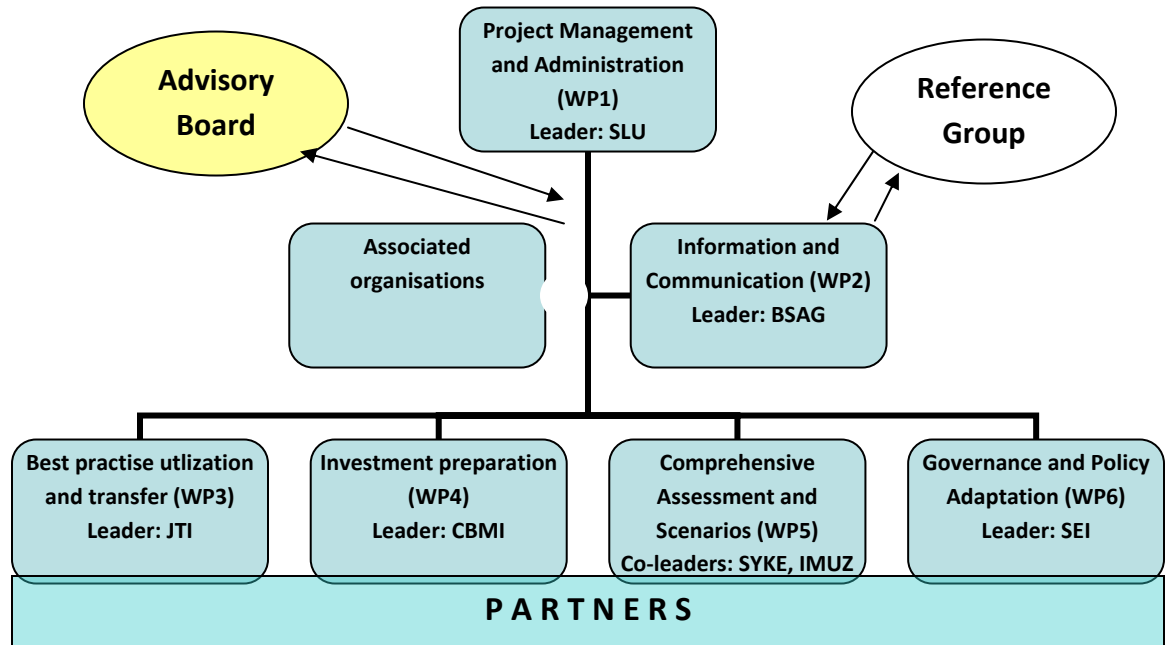 Project Management
and Administration
(WP1)
Leader: SLU
Advisory
Board
Reference
Group
Associated
organisations
Information and
Communication (WP2)
Leader: BSAG
Best practise utlization
and transfer (WP3)
Leader: JTI
Investment preparation
(WP4)
Leader: CBMI
Comprehensive
Assessment and
Scenarios (WP5)
Co-leaders: SYKE, IMUZ
Governance and Policy
Adaptation (WP6)
Leader: SEI
P A R T N E R S